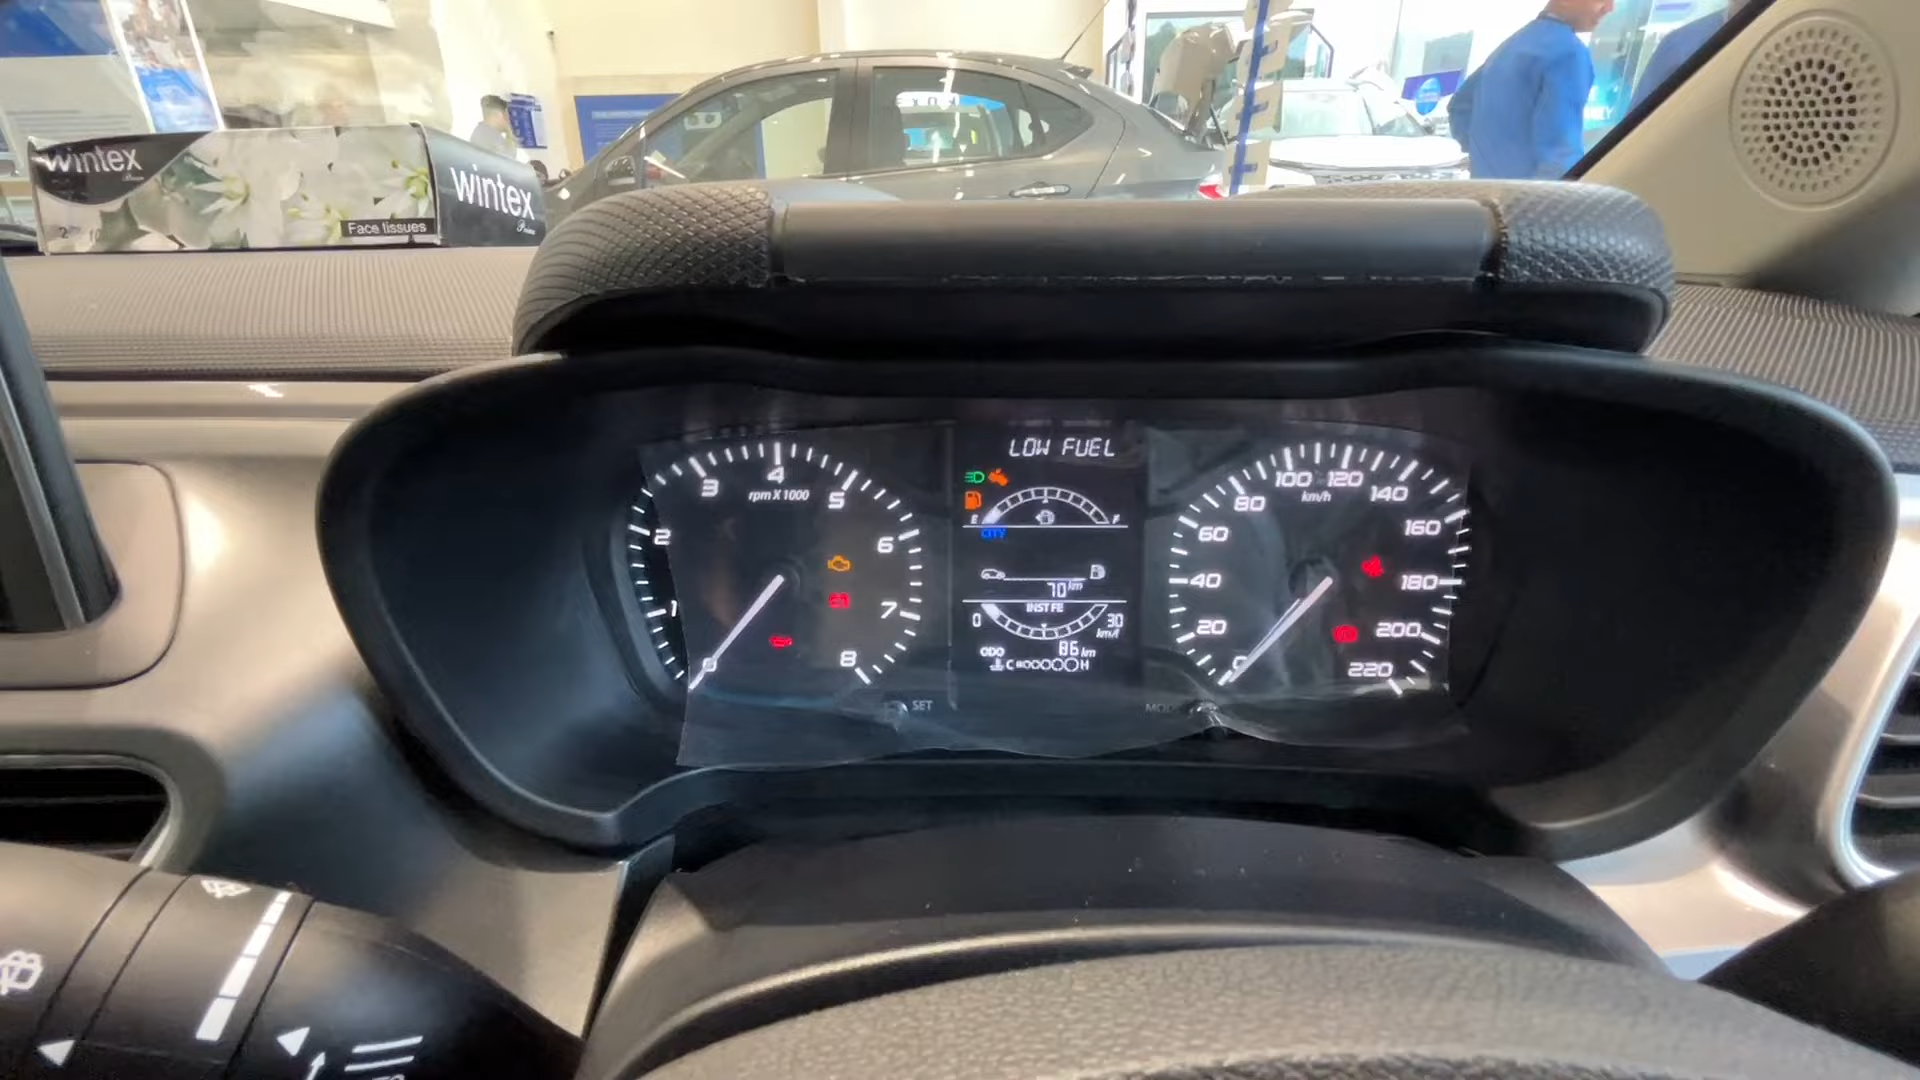 wintex
wintex
Face tissues
LOW FUEL
3
4
5
rpm X 1000
2
6
1
7
0
8
E
F
CITY
70 km
INST FE
0
30
km/l
ODO
86 km
C
H
SET
100
120
km/h
80
140
60
160
40
180
20
200
0
220